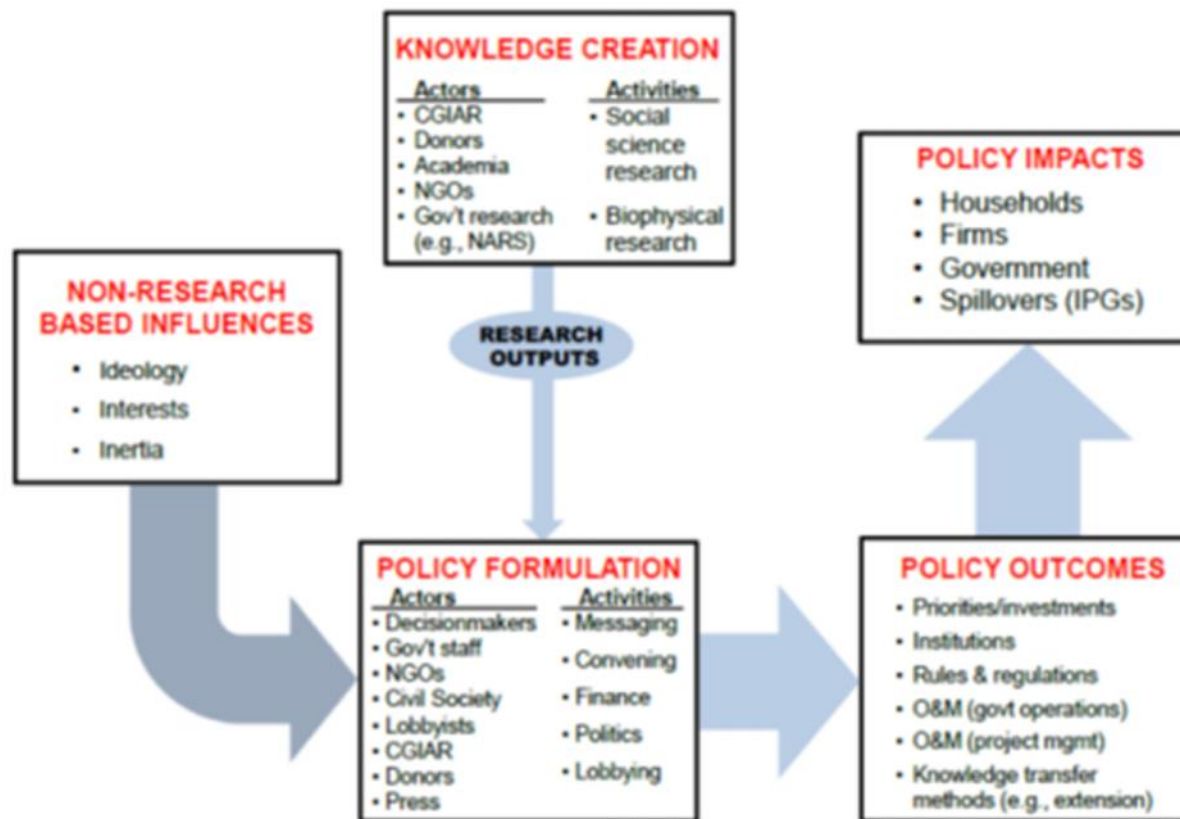 KNOWLEDGE CREATION
Actors
• CGIAR
• Donors
• Academia
• NGOs
• Gov't research
(e.g., NARS)
Activities
• Social
science
research
• Biophysical
research
POLICY IMPACTS
• Households
• Firms
• Government
• Spillovers (IPGs)
NON-RESEARCH
BASED INFLUENCES
• Ideology
• Interests
• Inertia
RESEARCH
OUTPUTS
POLICY FORMULATION
Actors
• Decisionmakers
• Gov't staff
• NGOs
• Civil Society
• Lobbyists
• CGIAR
• Donors
• Press
Activities
• Messaging
• Convening
• Finance
• Politics
• Lobbying
POLICY OUTCOMES
• Priorities/investments
• Institutions
• Rules & regulations
• O&M (govt operations)
• O&M (project mgmt)
• Knowledge transfer
methods (e.g., extension)